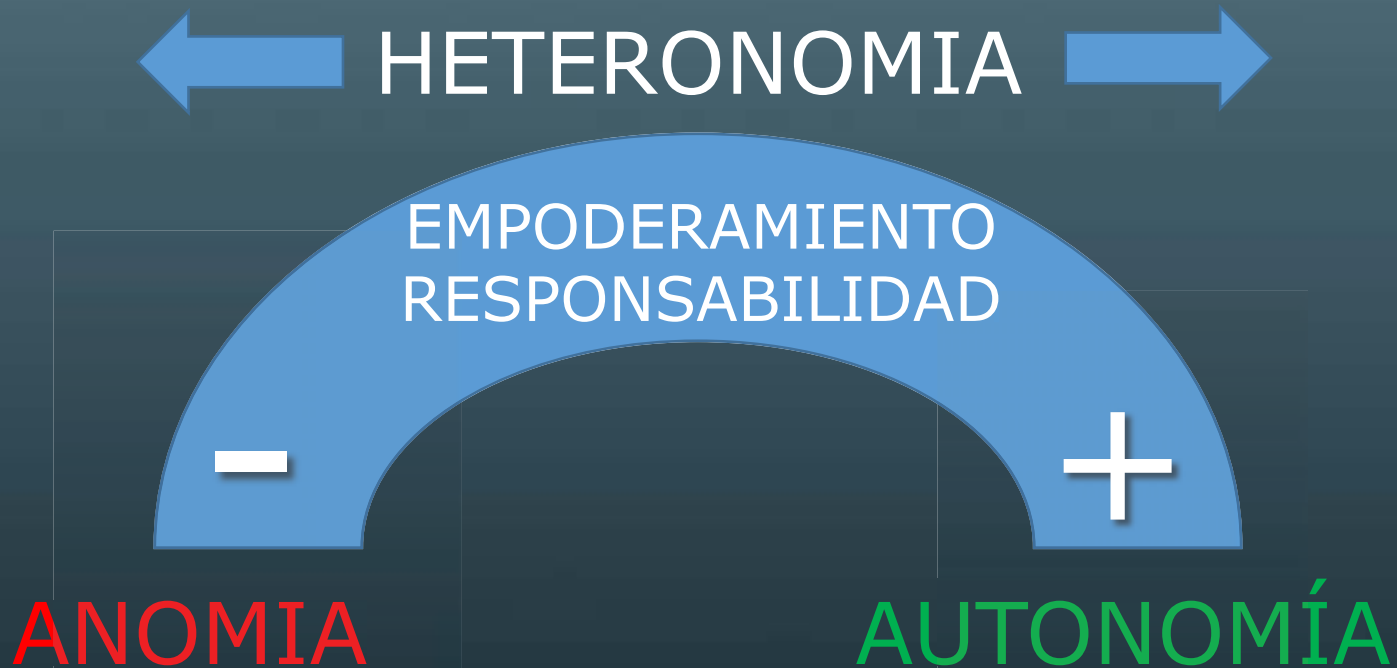 HETERONOMIA
EMPODERAMIENTO
RESPONSABILIDAD
- +
ANOMIA AUTONOMÍA